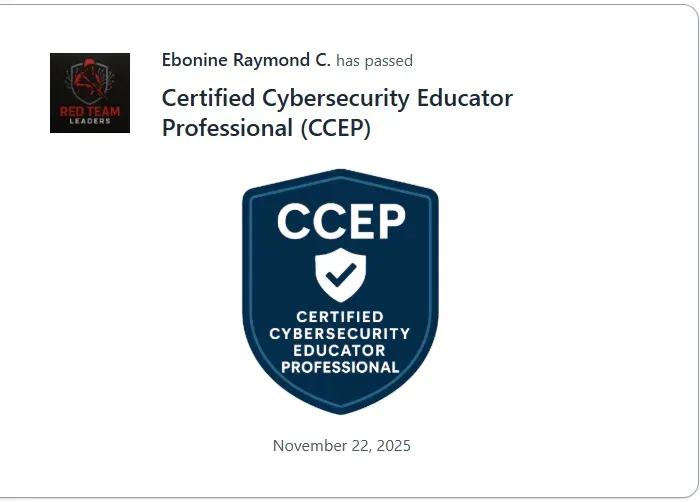 Ebonine Raymond C. has passed
RED TEAM
LEADERS
Certified Cybersecurity Educator
Professional (CCEP)
CCEP
CERTIFIED
CYBERSECURITY
EDUCATOR
PROFESSIONAL
November 22, 2025